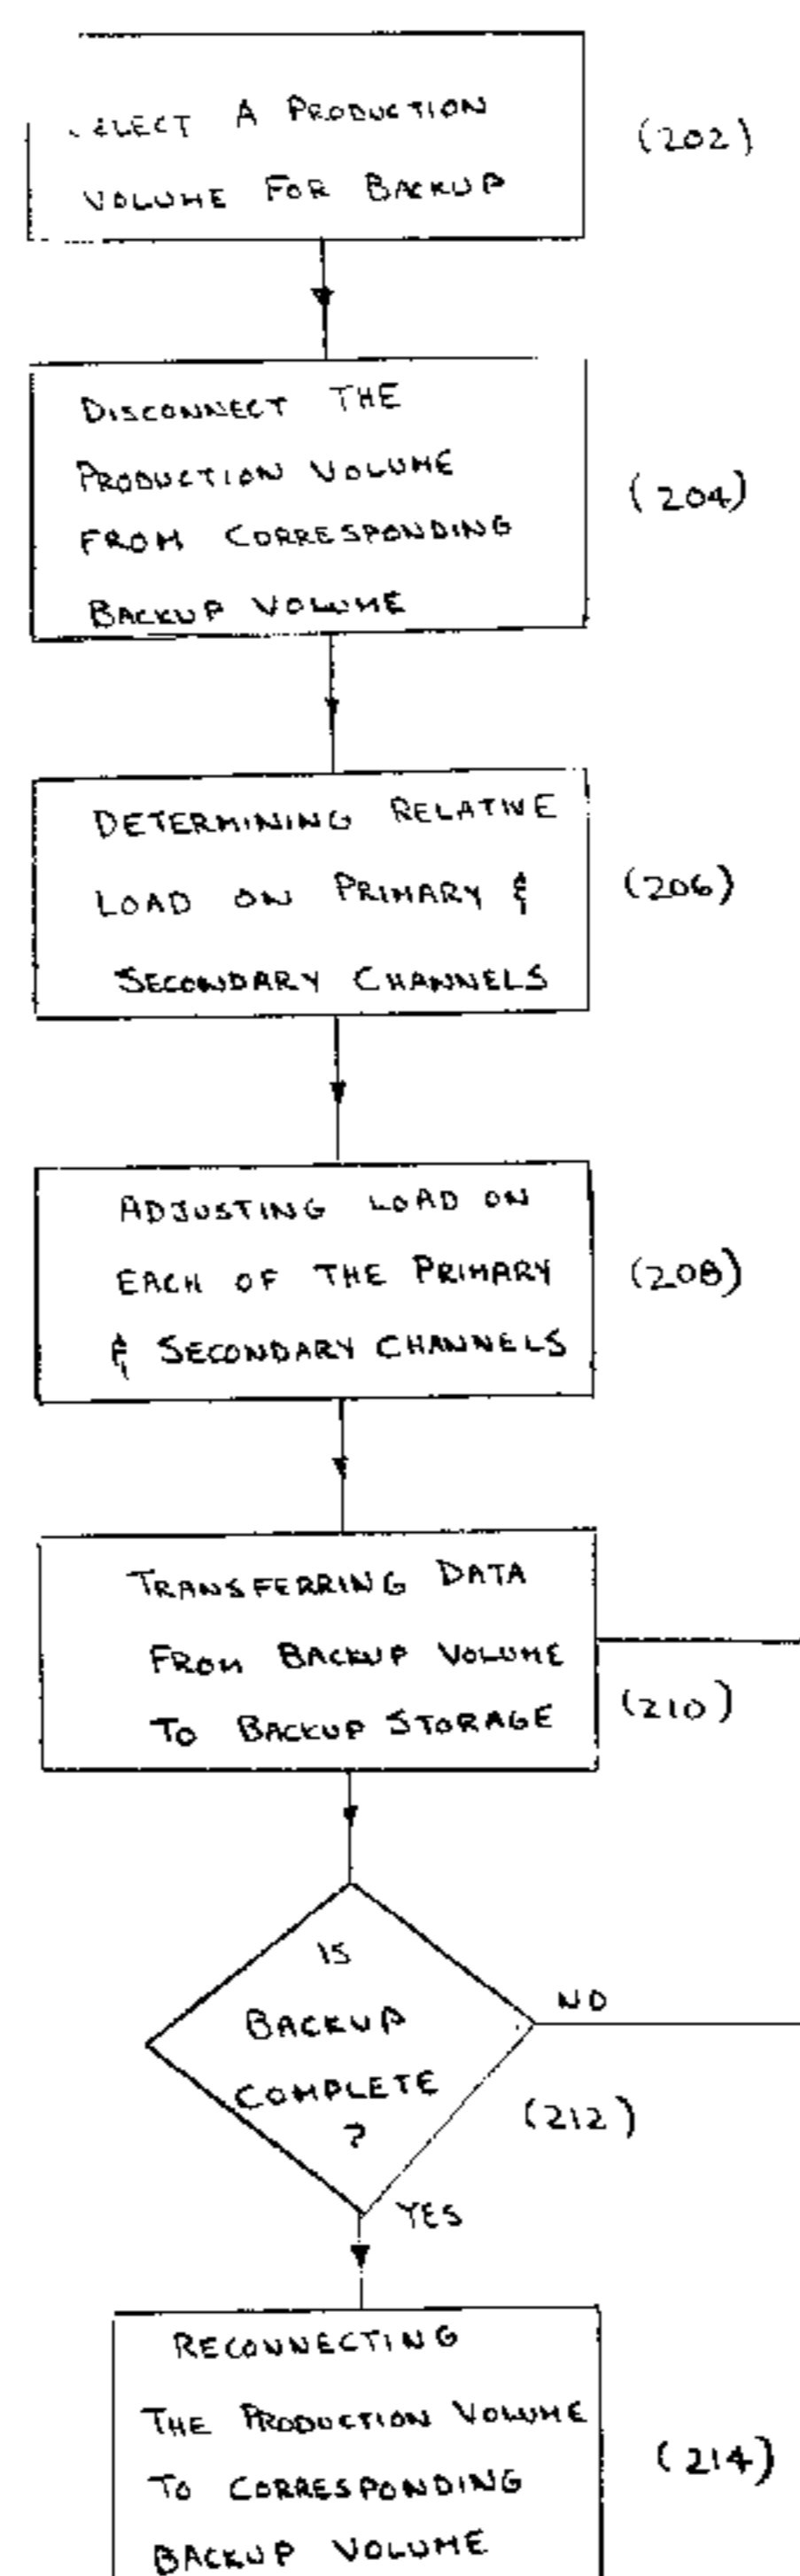 SELECT A PRODUCTION
VOLUME FOR BACKUP
(202)
DISCONNECT THE
PRODUCTION VOLUME
FROM CORRESPONDING
BACKUP VOLUME
(204)
DETERMINING RELATIVE
LOAD ON PRIMARY &
SECONDARY CHANNELS
(206)
ADJUSTING LOAD ON
EACH OF THE PRIMARY
& SECONDARY CHANNELS
(208)
TRANSFERRING DATA
FROM BACKUP VOLUME
TO BACKUP STORAGE
(210)
IS
BACKUP
COMPLETE
?
NO
(212)
YES
RECONNECTING
THE PRODUCTION VOLUME
TO CORRESPONDING
BACKUP VOLUME
(214)